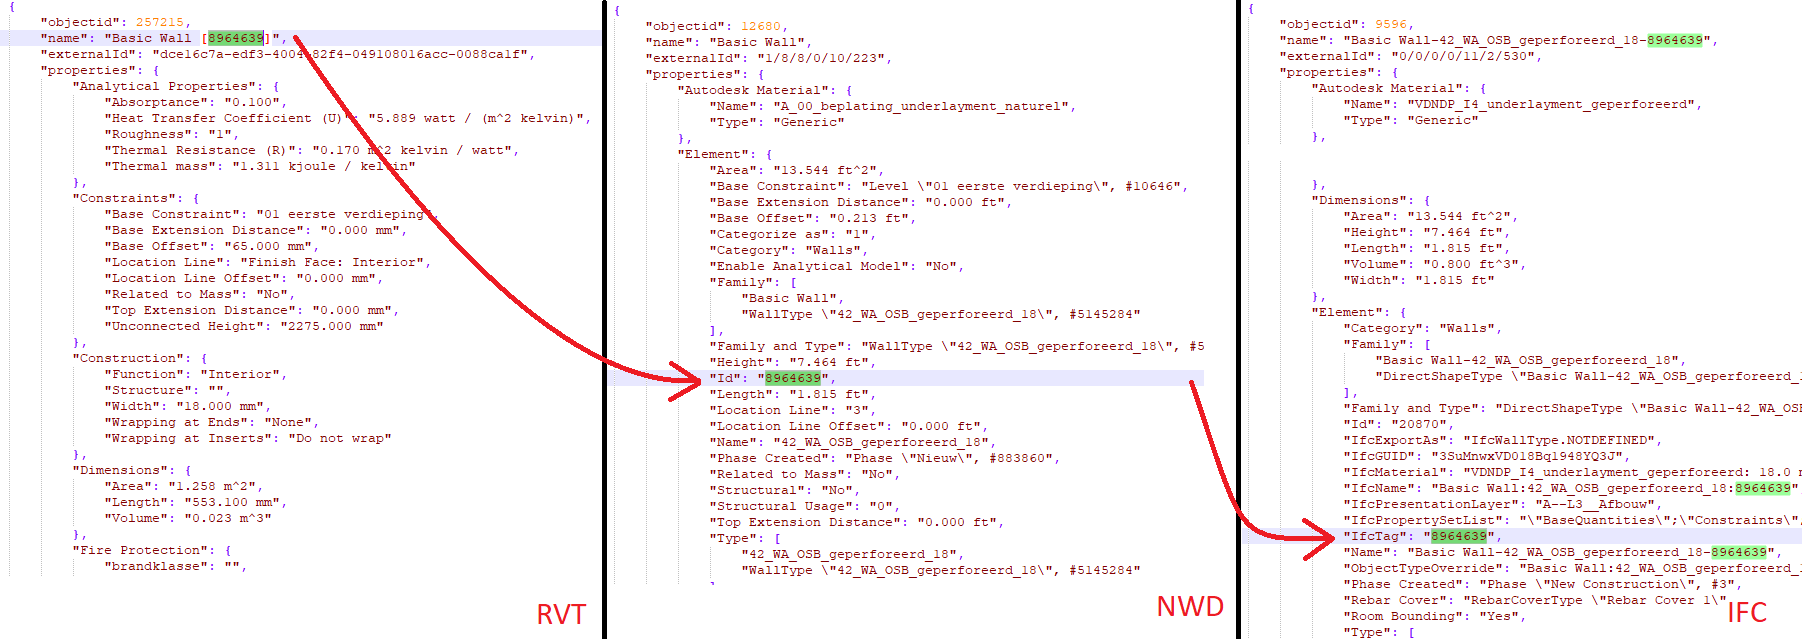 {
"objectid": 257215,
"name": "Basic Wall [8964639]",
"externalId": "dce16c7a-edf3-4004-82f4-049108016acc-0088ca1f",
"properties": {
"Analytical Properties": {
"Absorptance": "0.100",
"Heat Transfer Coefficient (U)": "5.889 watt / (m^2 kelvin)",
"Roughness": "1",
"Thermal Resistance (R)": "0.170 m^2 kelvin / watt",
"Thermal mass": "1.311 kjoule / kelvin"
},
"Constraints": {
"Base Constraint": "01 eerste verdieping",
"Base Extension Distance": "0.000 mm",
"Base Offset": "65.000 mm",
"Location Line": "Finish Face: Interior",
"Location Line Offset": "0.000 mm",
"Related to Mass": "No",
"Top Extension Distance": "0.000 mm",
"Unconnected Height": "2275.000 mm"
},
"Construction": {
"Function": "Interior",
"Structure": "",
"Width": "18.000 mm",
"Wrapping at Ends": "None",
"Wrapping at Inserts": "Do not wrap"
},
"Dimensions": {
"Area": "1.258 m^2",
"Length": "553.100 mm",
"Volume": "0.023 m^3"
},
"Fire Protection": {
"brandklasse": "",
RVT
{
"objectid": 12680,
"name": "Basic Wall",
"externalId": "1/8/8/0/10/223",
"properties": {
"Autodesk Material": {
"Name": "A_00_beplating_underlayment_naturel",
"Type": "Generic"
},
"Element": {
"Area": "13.544 ft^2",
"Base Constraint": "Level \"01 eerste verdieping\", #10646",
"Base Extension Distance": "0.000 ft",
"Base Offset": "0.213 ft",
"Categorize as": "1",
"Category": "Walls",
"Enable Analytical Model": "No",
"Family": [
"Basic Wall",
"WallType \"42_WA_OSB_geperforeerd_18\", #5145284"
],
"Family and Type": "WallType \"42_WA_OSB_geperforeerd_18\", #5
"Height": "7.464 ft",
"Id": "8964639",
"Length": "1.815 ft",
"Location Line": "3",
"Location Line Offset": "0.000 ft",
"Name": "42_WA_OSB_geperforeerd_18",
"Phase Created": "Phase \"Nieuw\", #883860",
"Related to Mass": "No",
"Structural": "No",
"Structural Usage": "0",
"Top Extension Distance": "0.000 ft",
"Type": [
"42_WA_OSB_geperforeerd_18",
"WallType \"42_WA_OSB_geperforeerd_18\", #5145284"
NWD
{
"objectid": 9596,
"name": "Basic Wall-42_WA_OSB_geperforeerd_18-8964639",
"externalId": "0/0/0/0/11/2/530",
"properties": {
"Autodesk Material": {
"Name": "VDNDP_I4_underlayment_geperforeerd",
"Type": "Generic"
},
},
"Dimensions": {
"Area": "13.544 ft^2",
"Height": "7.464 ft",
"Length": "1.815 ft",
"Volume": "0.800 ft^3",
"Width": "1.815 ft"
},
"Element": {
"Category": "Walls",
"Family": [
"Basic Wall-42_WA_OSB_geperforeerd_18",
"DirectShapeType \"Basic Wall-42_WA_OSB_geperforeerd_1
],
"Family and Type": "DirectShapeType \"Basic Wall-42_WA_OS
"Id": "20870",
"IfcExportAs": "IfcWallType.NOTDEFINED",
"IfcGUID": "3SuMnwxVD018Bq1948YQ3J",
"IfcMaterial": "VDNDP_I4_underlayment_geperforeerd: 18.0 m
"IfcName": "Basic Wall:42_WA_OSB_geperforeerd_18:8964639"
"IfcPresentationLayer": "A--L3__Afbouw",
"IfcPropertySetList": "\"BaseQuantities\";\"Constraints\"
"IfcTag": "8964639",
"Name": "Basic Wall-42_WA_OSB_geperforeerd_18-8964639",
"ObjectTypeOverride": "Basic Wall:42_WA_OSB_geperforeerd_1
"Phase Created": "Phase \"New Construction\", #3",
"Rebar Cover": "RebarCoverType \"Rebar Cover 1\"
"Room Bounding": "Yes",
"Type": [
IFC